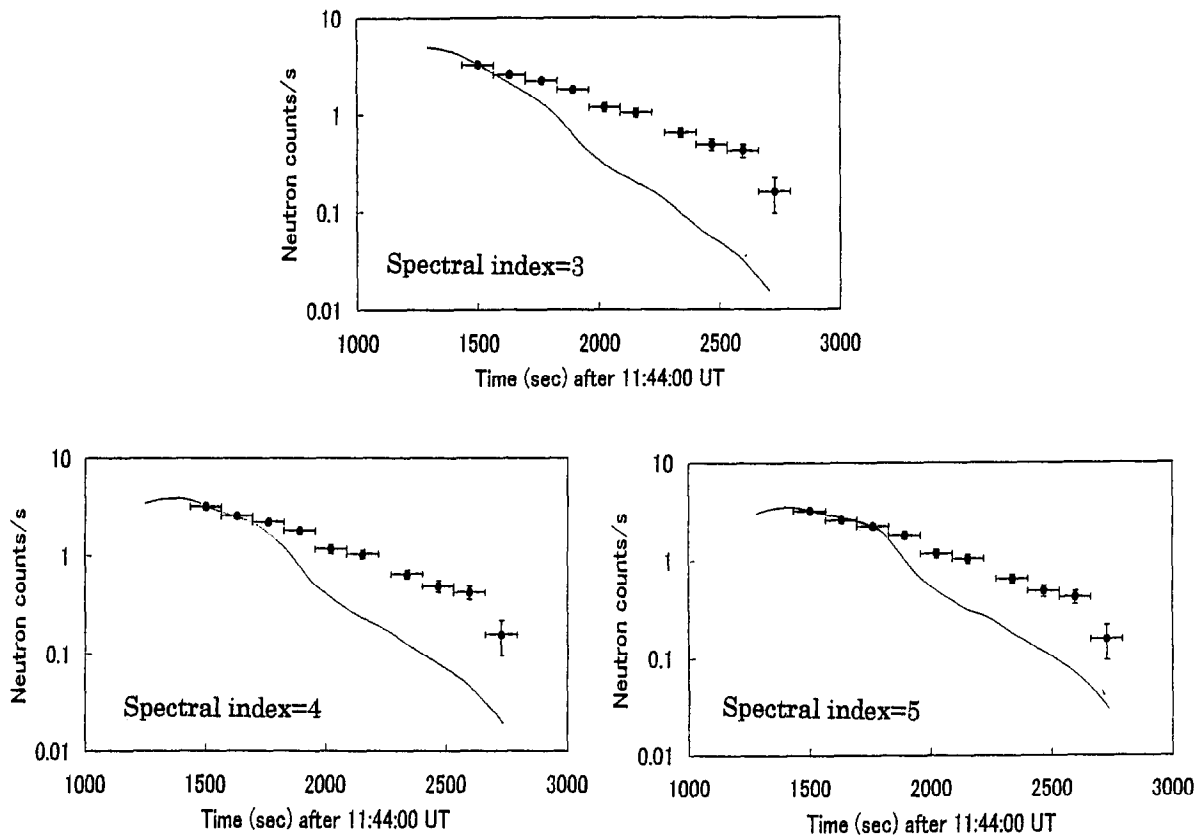 10
1
0.1
0.01
Neutron counts/s
Spectral index=3
1000 1500 2000 2500 3000
Time (sec) after 11:44:00 UT
10
1
0.1
0.01
Neutron counts/s
Spectral index=4
1000 1500 2000 2500 3000
Time (sec) after 11:44:00 UT
10
1
0.1
0.01
Neutron counts/s
Spectral index=5
1000 1500 2000 2500 3000
Time (sec) after 11:44:00 UT